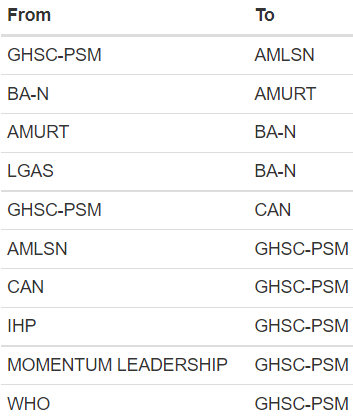 From To
GHSC-PSM AMLSN
BA-N AMURT
AMURT BA-N
LGAS BA-N
GHSC-PSM CAN
AMLSN GHSC-PSM
CAN GHSC-PSM
IHP GHSC-PSM
MOMENTUM LEADERSHIP GHSC-PSM
WHO GHSC-PSM